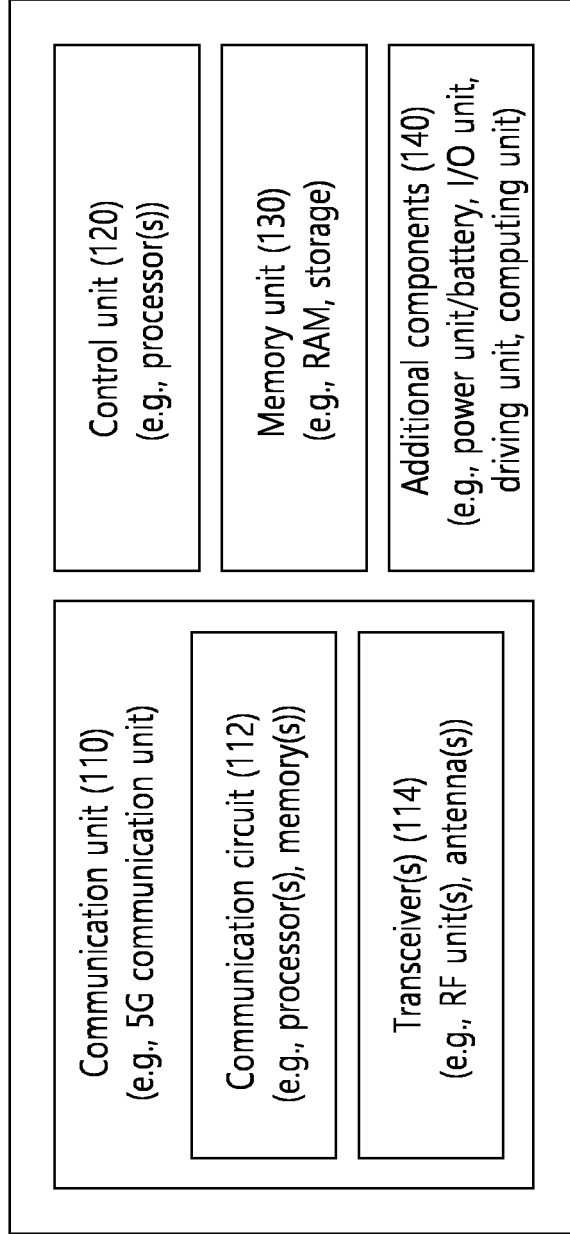 Communication unit (110)
(e.g., 5G communication unit)
Communication circuit (112)
(e.g., processor(s), memory(s))
Transceiver(s) (114)
(e.g., RF unit(s), antenna(s))
Control unit (120)
(e.g., processor(s))
Memory unit (130)
(e.g., RAM, storage)
Additional components (140)
(e.g., power unit/battery, I/O unit,
driving unit, computing unit)